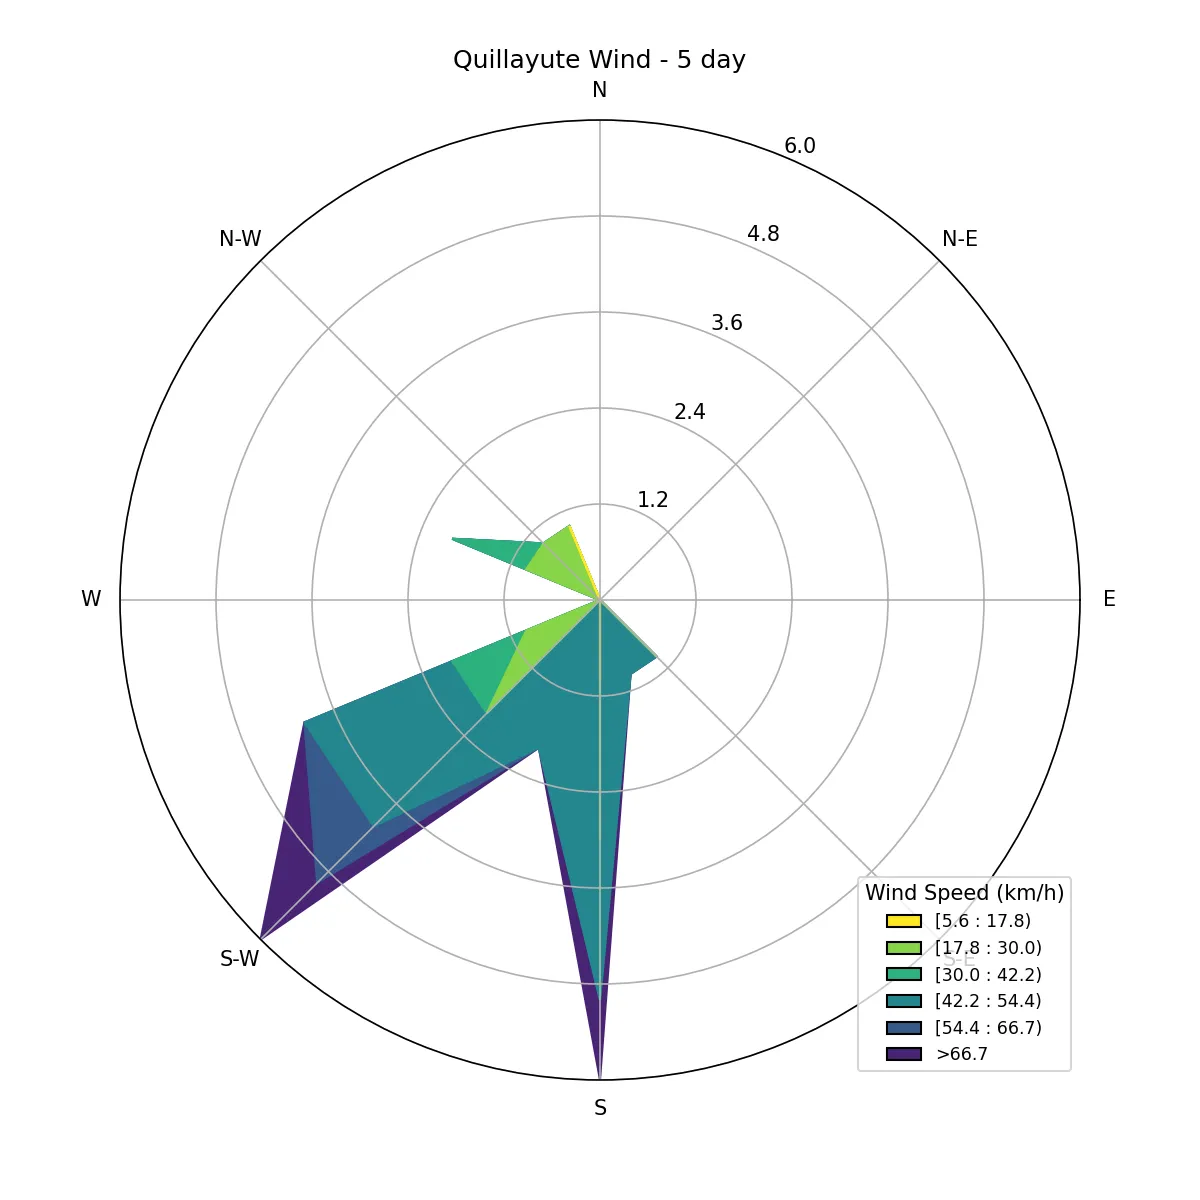 Quillayute Wind - 5 day
N
6.0
N-W
N-E
4.8
3.6
2.4
1.2
W
E
S-W
S-E
Wind Speed (km/h)
[5.6 : 17.8)
[17.8 : 30.0)
[30.0 : 42.2)
[42.2 : 54.4)
[54.4 : 66.7)
>66.7
S